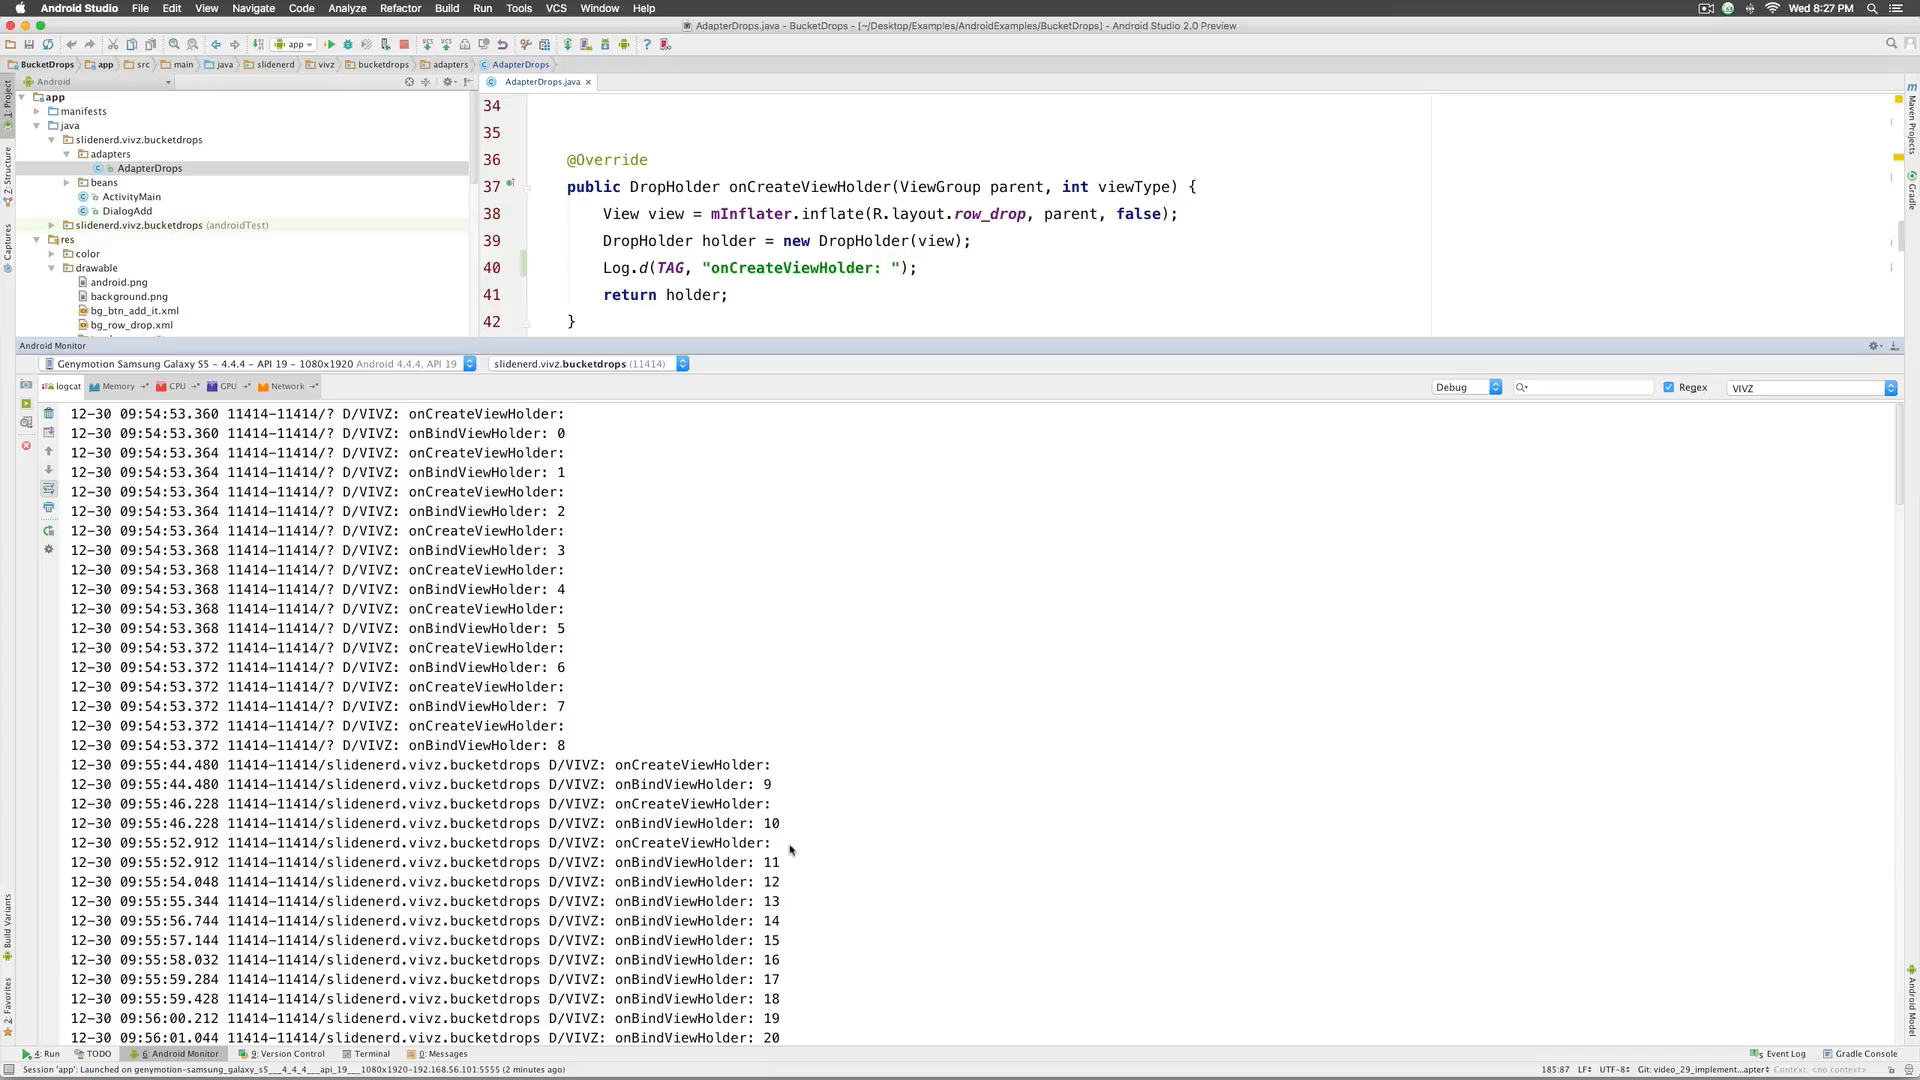 Android Studio File Edit View Navigate Code Analyze Refactor Build Run Tools VCS Window Help Wed 8:27 PM
AdapterDrops.java - BucketDrops - [~/Desktop/Examples/AndroidExamples/BucketDrops] - Android Studio 2.0 Preview
app
BucketDrops app src main java slidenerd vivz bucketdrops adapters AdapterDrops
Android
AdapterDrops.java
app
manifests
java
slidenerd.vivz.bucketdrops
adapters
AdapterDrops
beans
ActivityMain
DialogAdd
slidenerd.vivz.bucketdrops (androidTest)
res
color
drawable
android.png
background.png
bg_btn_add_it.xml
bg_row_drop.xml
1: Project
7: Structure
Captures
Build Variants
2: Favorites
34
35
36 @Override
37 public DropHolder onCreateViewHolder(ViewGroup parent, int viewType) {
38 View view = mInflater.inflate(R.layout.row_drop, parent, false);
39 DropHolder holder = new DropHolder(view);
40 Log.d(TAG, "onCreateViewHolder: ");
41 return holder;
42 }
Maven Projects
Gradle
Android Model
Android Monitor
Genymotion Samsung Galaxy S5 - 4.4.4 - API 19 - 1080x1920 Android 4.4.4, API 19 slidenerd.vivz.bucketdrops (11414)
logcat Memory CPU GPU Network Debug Regex VIVZ
12-30 09:54:53.360 11414-11414/? D/VIVZ: onCreateViewHolder:
12-30 09:54:53.360 11414-11414/? D/VIVZ: onBindViewHolder: 0
12-30 09:54:53.364 11414-11414/? D/VIVZ: onCreateViewHolder:
12-30 09:54:53.364 11414-11414/? D/VIVZ: onBindViewHolder: 1
12-30 09:54:53.364 11414-11414/? D/VIVZ: onCreateViewHolder:
12-30 09:54:53.364 11414-11414/? D/VIVZ: onBindViewHolder: 2
12-30 09:54:53.364 11414-11414/? D/VIVZ: onCreateViewHolder:
12-30 09:54:53.368 11414-11414/? D/VIVZ: onBindViewHolder: 3
12-30 09:54:53.368 11414-11414/? D/VIVZ: onCreateViewHolder:
12-30 09:54:53.368 11414-11414/? D/VIVZ: onBindViewHolder: 4
12-30 09:54:53.368 11414-11414/? D/VIVZ: onCreateViewHolder:
12-30 09:54:53.368 11414-11414/? D/VIVZ: onBindViewHolder: 5
12-30 09:54:53.372 11414-11414/? D/VIVZ: onCreateViewHolder:
12-30 09:54:53.372 11414-11414/? D/VIVZ: onBindViewHolder: 6
12-30 09:54:53.372 11414-11414/? D/VIVZ: onCreateViewHolder:
12-30 09:54:53.372 11414-11414/? D/VIVZ: onBindViewHolder: 7
12-30 09:54:53.372 11414-11414/? D/VIVZ: onCreateViewHolder:
12-30 09:54:53.372 11414-11414/? D/VIVZ: onBindViewHolder: 8
12-30 09:55:44.480 11414-11414/slidenerd.vivz.bucketdrops D/VIVZ: onCreateViewHolder:
12-30 09:55:44.480 11414-11414/slidenerd.vivz.bucketdrops D/VIVZ: onBindViewHolder: 9
12-30 09:55:46.228 11414-11414/slidenerd.vivz.bucketdrops D/VIVZ: onCreateViewHolder:
12-30 09:55:46.228 11414-11414/slidenerd.vivz.bucketdrops D/VIVZ: onBindViewHolder: 10
12-30 09:55:52.912 11414-11414/slidenerd.vivz.bucketdrops D/VIVZ: onCreateViewHolder:
12-30 09:55:52.912 11414-11414/slidenerd.vivz.bucketdrops D/VIVZ: onBindViewHolder: 11
12-30 09:55:54.048 11414-11414/slidenerd.vivz.bucketdrops D/VIVZ: onBindViewHolder: 12
12-30 09:55:55.344 11414-11414/slidenerd.vivz.bucketdrops D/VIVZ: onBindViewHolder: 13
12-30 09:55:56.744 11414-11414/slidenerd.vivz.bucketdrops D/VIVZ: onBindViewHolder: 14
12-30 09:55:57.144 11414-11414/slidenerd.vivz.bucketdrops D/VIVZ: onBindViewHolder: 15
12-30 09:55:58.032 11414-11414/slidenerd.vivz.bucketdrops D/VIVZ: onBindViewHolder: 16
12-30 09:55:59.284 11414-11414/slidenerd.vivz.bucketdrops D/VIVZ: onBindViewHolder: 17
12-30 09:55:59.428 11414-11414/slidenerd.vivz.bucketdrops D/VIVZ: onBindViewHolder: 18
12-30 09:56:00.212 11414-11414/slidenerd.vivz.bucketdrops D/VIVZ: onBindViewHolder: 19
12-30 09:56:01.044 11414-11414/slidenerd.vivz.bucketdrops D/VIVZ: onBindViewHolder: 20
4: Run TODO 6: Android Monitor 9: Version Control Terminal 0: Messages Event Log Gradle Console
Session 'app': Launched on genymotion-samsung_galaxy_s5___4_4_4___api_19___1080x1920-192.168.56.101:5555 (2 minutes ago) 185:87 LF UTF-8 Git: video_29_implement...apter Context: <no context>